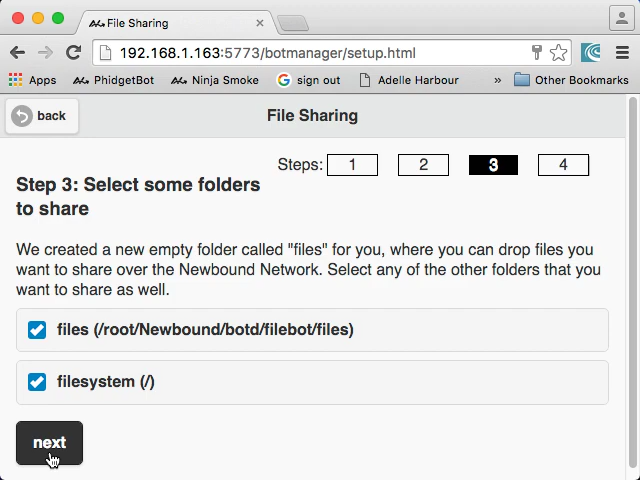 File Sharing
192.168.1.163:5773/botmanager/setup.html
Apps PhidgetBot Ninja Smoke sign out Adelle Harbour » Other Bookmarks
back File Sharing
Steps: 1 2 3 4
Step 3: Select some folders
to share
We created a new empty folder called "files" for you, where you can drop files you
want to share over the Newbound Network. Select any of the other folders that you
want to share as well.
files (/root/Newbound/botd/filebot/files)
filesystem (/)
next